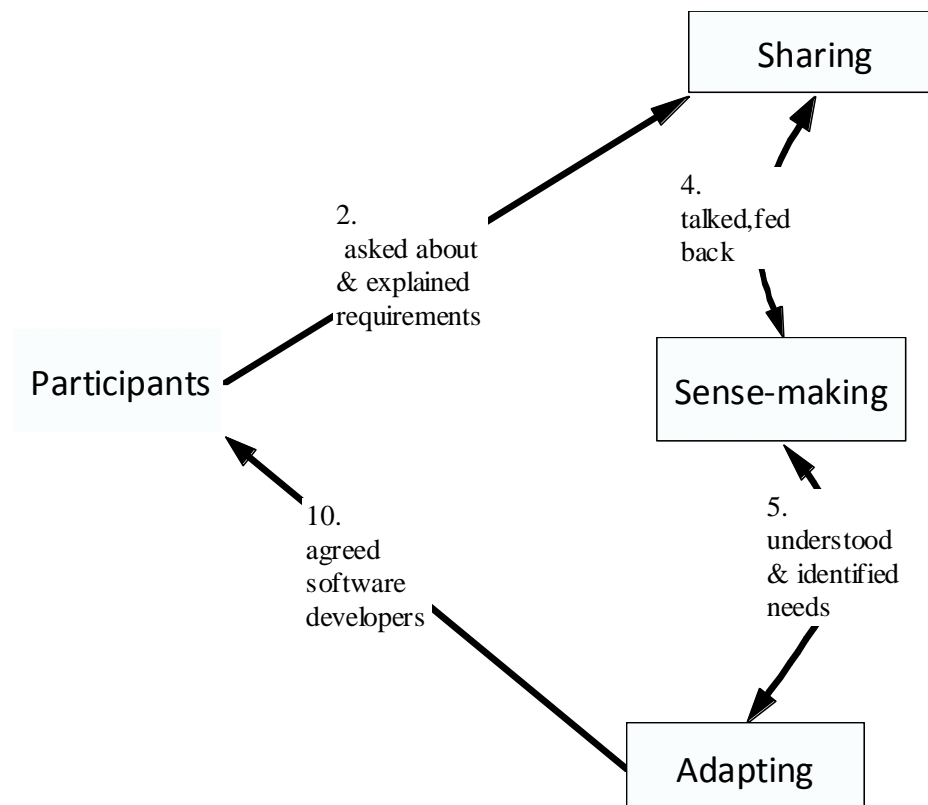 Sharing
2.
asked about
& explained
requirements
4.
talked,fed
back
Participants
Sense-making
10.
agreed
software
developers
5.
understood
& identified
needs
Adapting